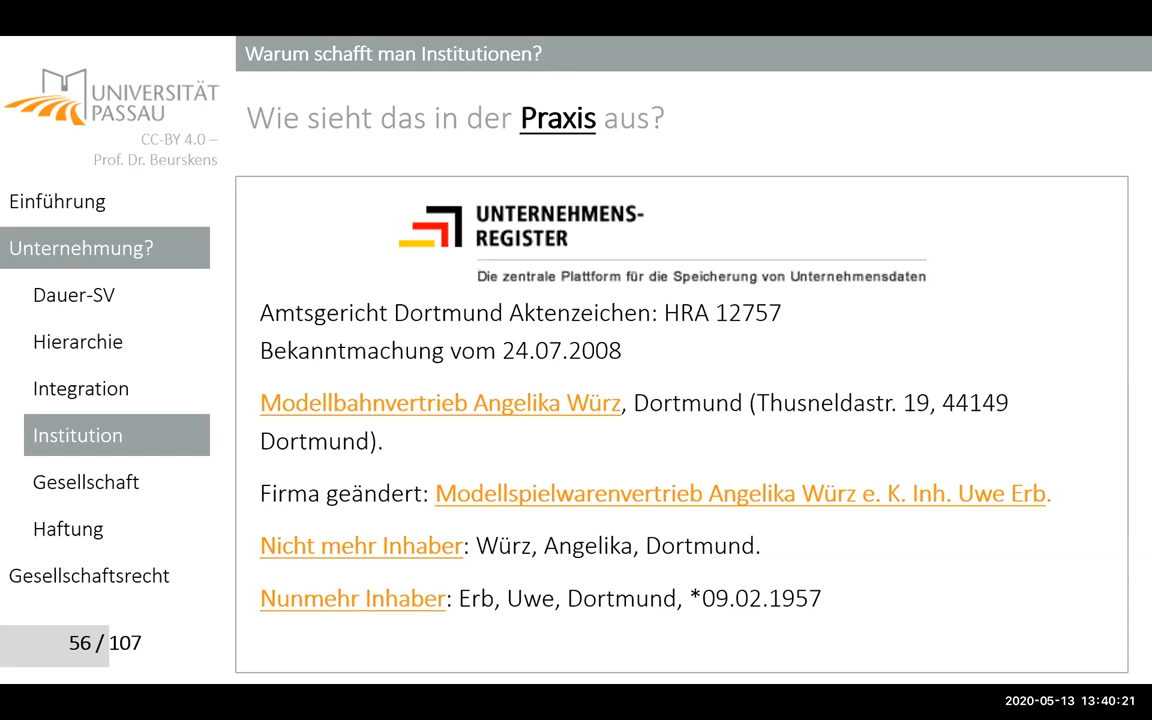 Warum schafft man Institutionen?
UNIVERSITÄT
PASSAU
CC-BY 4.0 –
Prof. Dr. Beurskens
Wie sieht das in der Praxis aus?
Einführung
Unternehmung?
Dauer-SV
Hierarchie
Integration
Institution
Gesellschaft
Haftung
Gesellschaftsrecht
56 / 107
UNTERNEHMENS-
REGISTER
Die zentrale Plattform für die Speicherung von Unternehmensdaten
Amtsgericht Dortmund Aktenzeichen: HRA 12757
Bekanntmachung vom 24.07.2008
Modellbahnvertrieb Angelika Würz, Dortmund (Thusneldastr. 19, 44149
Dortmund).
Firma geändert: Modellspielwarenvertrieb Angelika Würz e. K. Inh. Uwe Erb.
Nicht mehr Inhaber: Würz, Angelika, Dortmund.
Nunmehr Inhaber: Erb, Uwe, Dortmund, *09.02.1957
2020-05-13 13:40:21